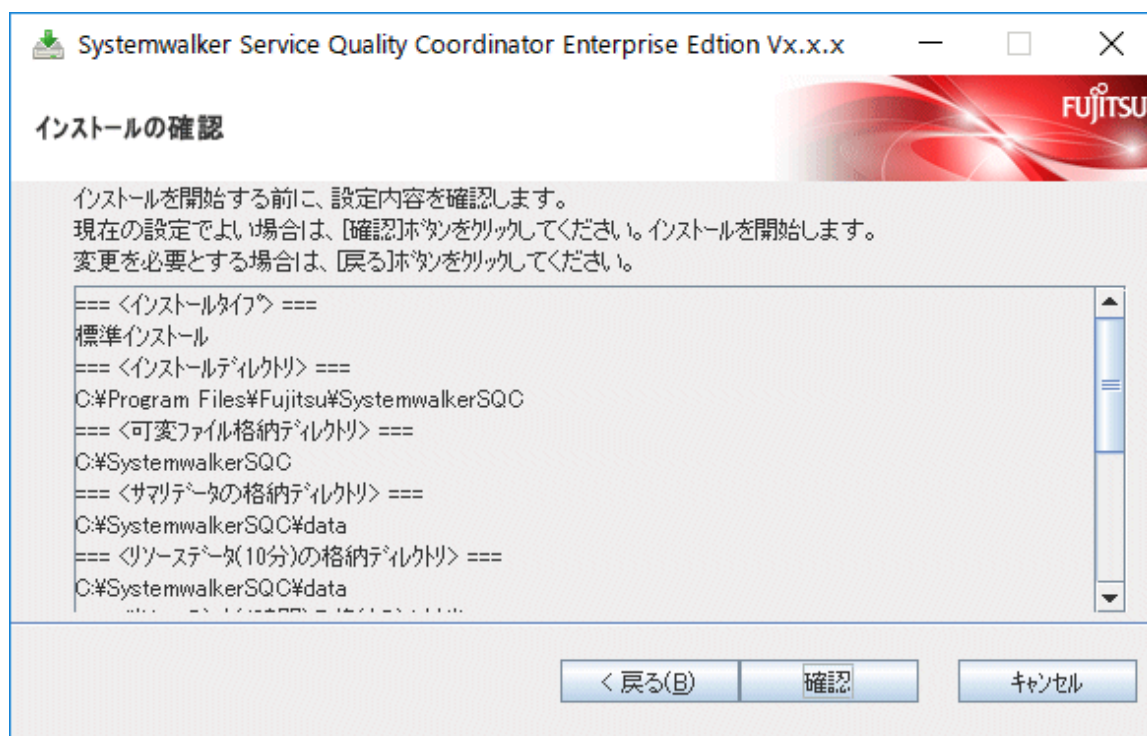 Systemwalker Service Quality Coordinator Enterprise Edtion Vx.x.x
FUJITSU
インストールの確認
インストールを開始する前に、設定内容を確認します。
現在の設定でよい場合は、[確認]ボタンをクリックしてください。インストールを開始します。
変更を必要とする場合は、[戻る]ボタンをクリックしてください。
=== <インストールタイプ> ===
標準インストール
=== <インストールディレクトリ> ===
C:¥Program Files¥Fujitsu¥SystemwalkerSQC
=== <可変ファイル格納ディレクトリ> ===
C:¥SystemwalkerSQC
=== <サマリデータの格納ディレクトリ> ===
C:¥SystemwalkerSQC¥data
=== <リソースデータ(10分)の格納ディレクトリ> ===
C:¥SystemwalkerSQC¥data
< 戻る(B)
確認
キャンセル